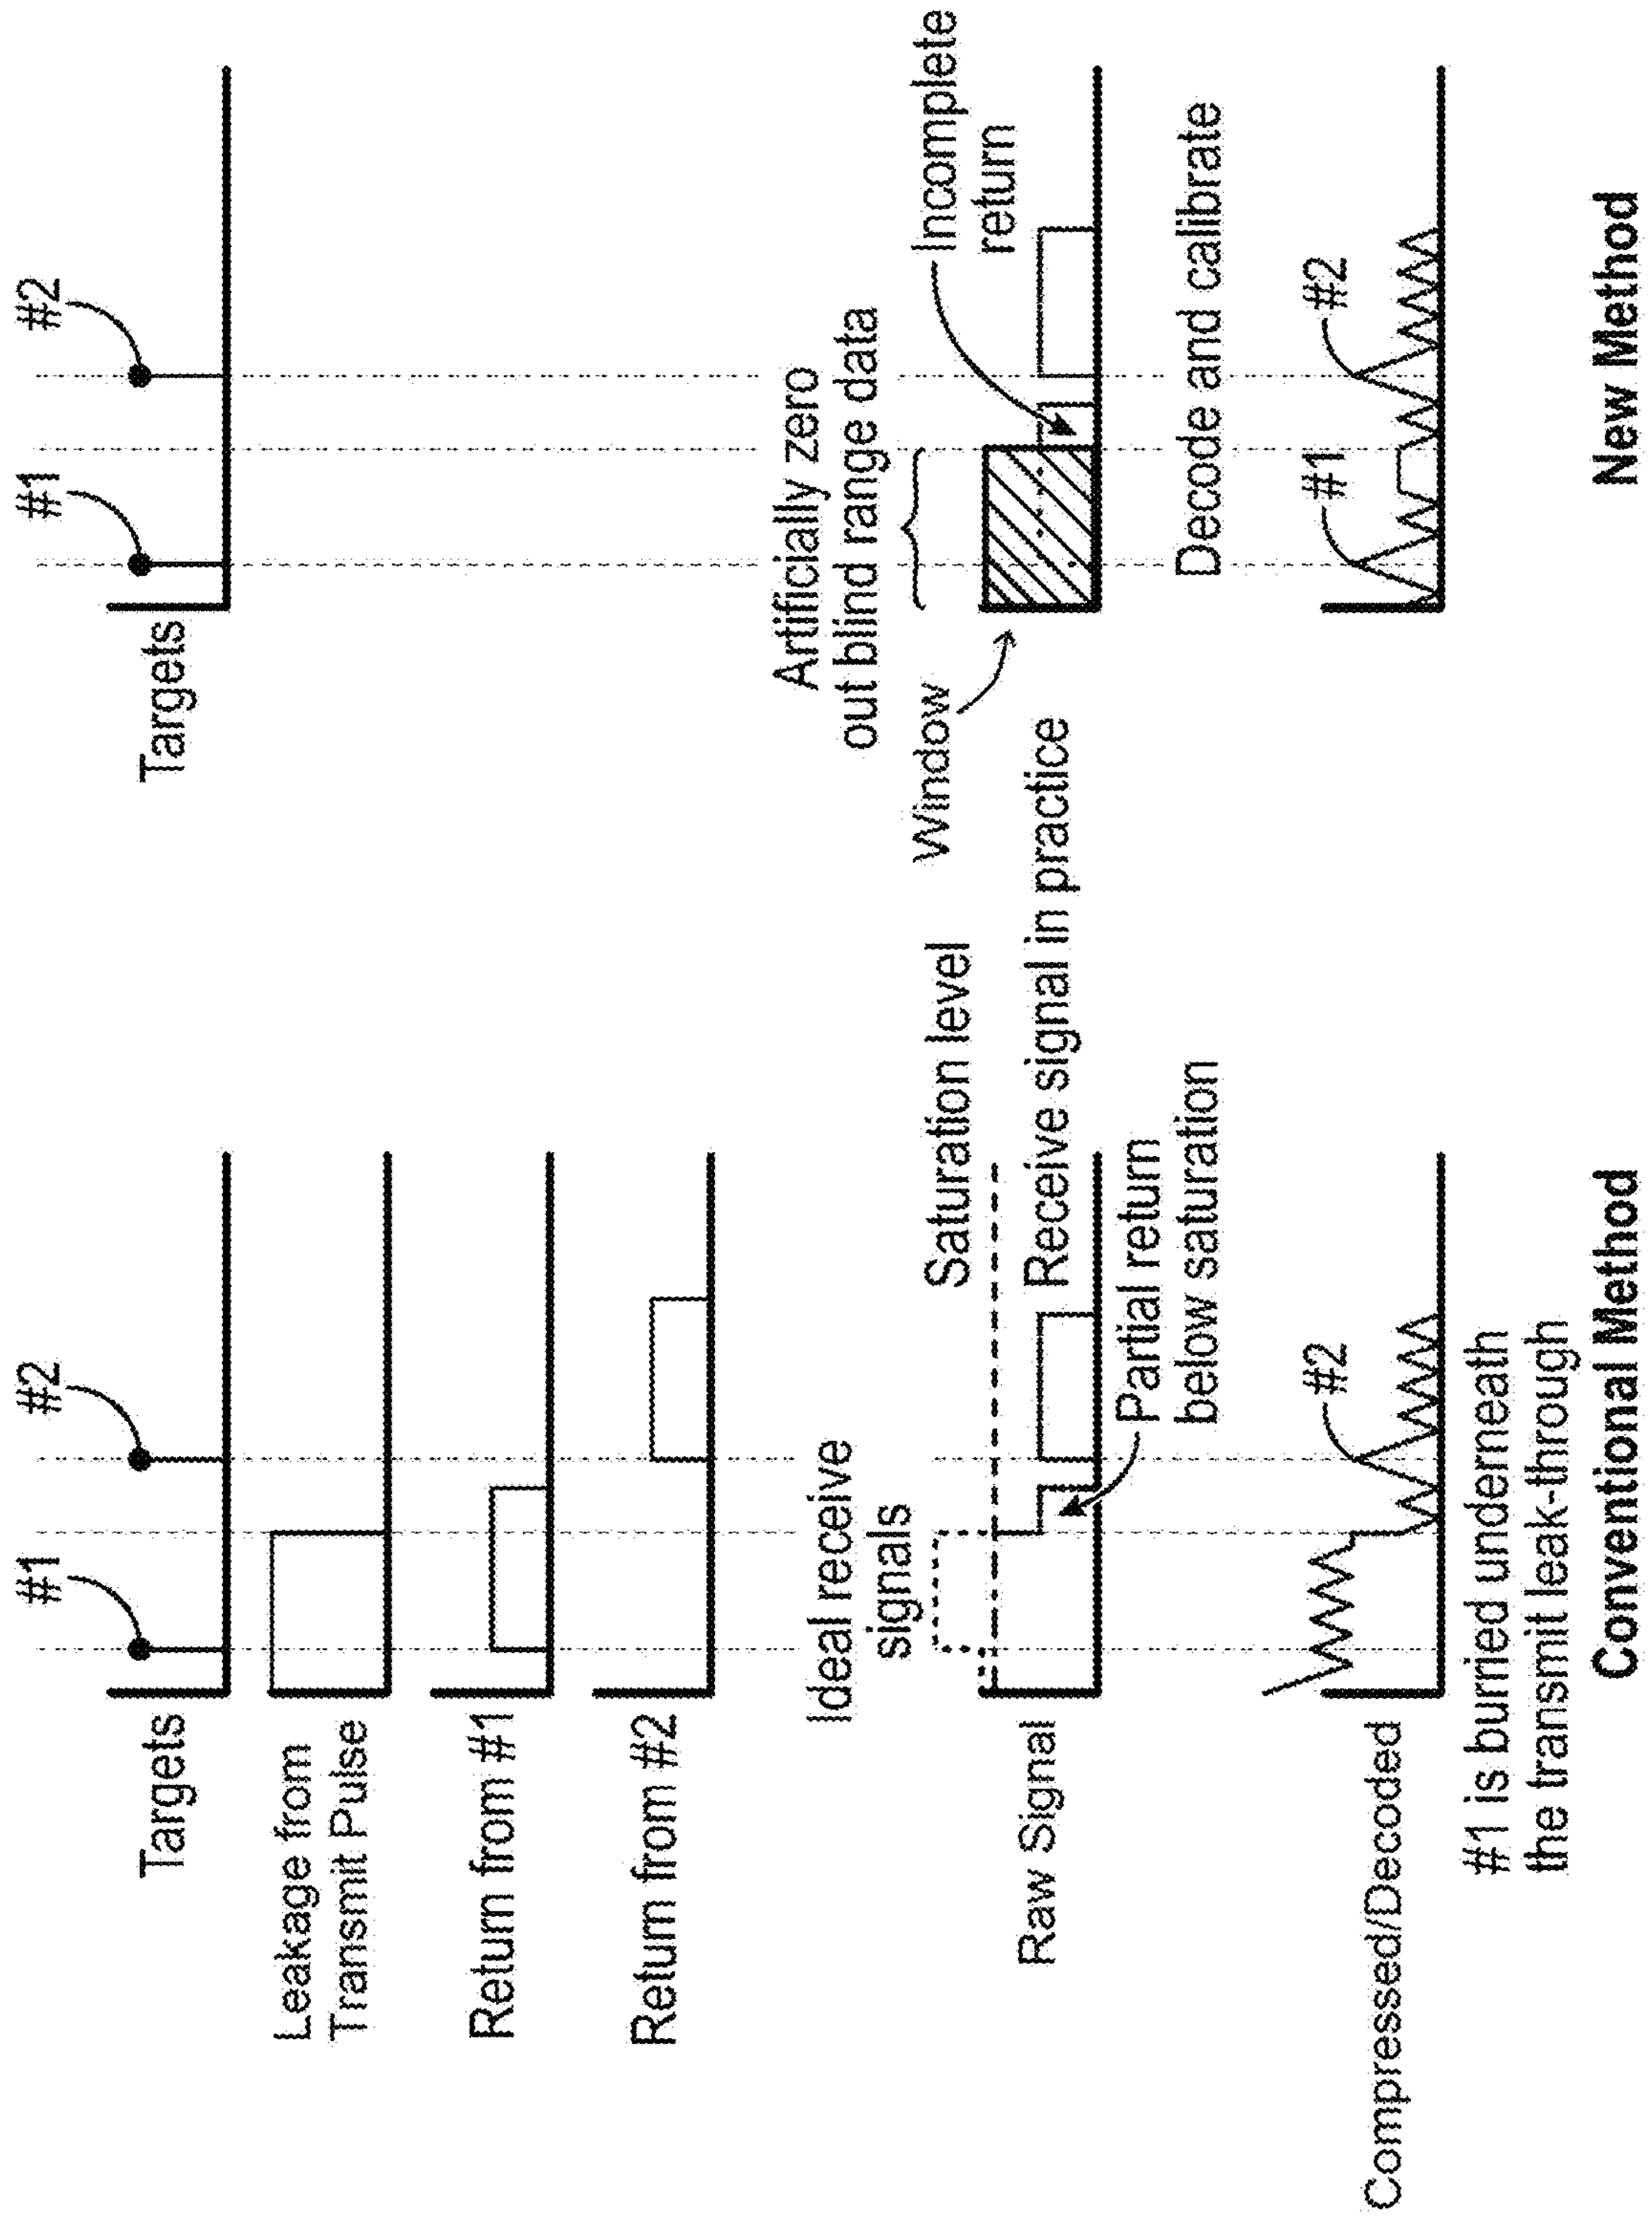 Targets
#1
#2
Leakage from
Transmit Pulse
Return from #1
Return from #2
Ideal receive
signals
Saturation level
Raw Signal
Receive signal in practice
Partial return
below saturation
Compressed/Decoded
#2
#1 is burried underneath
the transmit leak-through
Conventional Method
Targets
#1
#2
Artificially zero
out blind range data
Window
Incomplete
return
Decode and calibrate
#1
#2
New Method